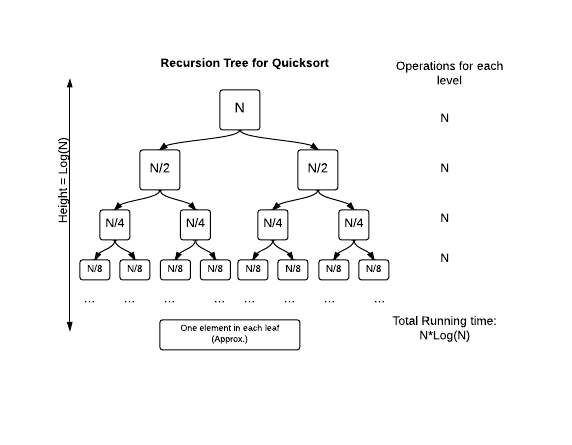 Recursion Tree for Quicksort
Operations for each
level
N
N
N/2
N/2
N
N/4
N/4
N/4
N/4
N
N/8
N/8
N/8
N/8
N/8
N/8
N/8
N/8
N
... ... ... ... ... ... ... ...
Height = Log(N)
One element in each leaf
(Approx.)
Total Running time:
N*Log(N)